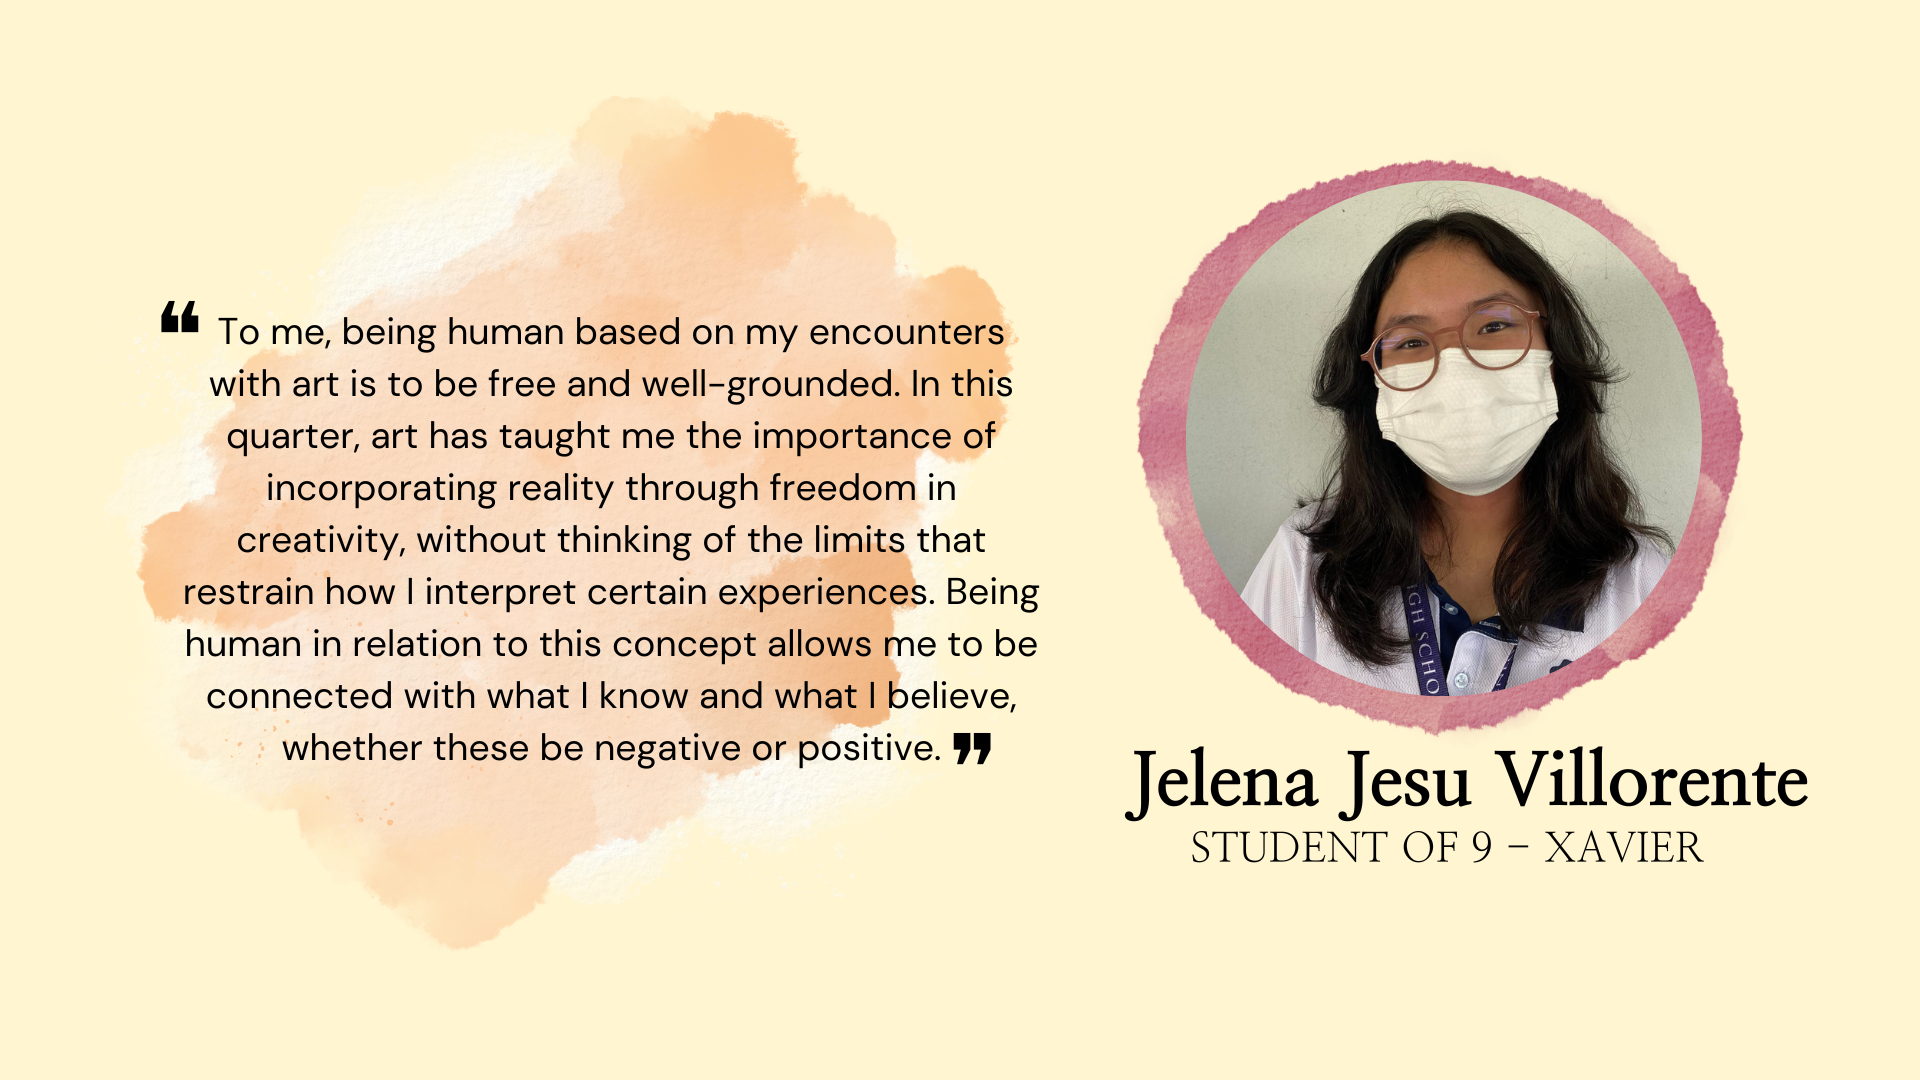 ❝ To me, being human based on my encounters
with art is to be free and well-grounded. In this
quarter, art has taught me the importance of
incorporating reality through freedom in
creativity, without thinking of the limits that
restrain how I interpret certain experiences. Being
human in relation to this concept allows me to be
connected with what I know and what I believe,
whether these be negative or positive. ❞
IGH SCHO
Jelena Jesu Villorente
STUDENT OF 9 – XAVIER